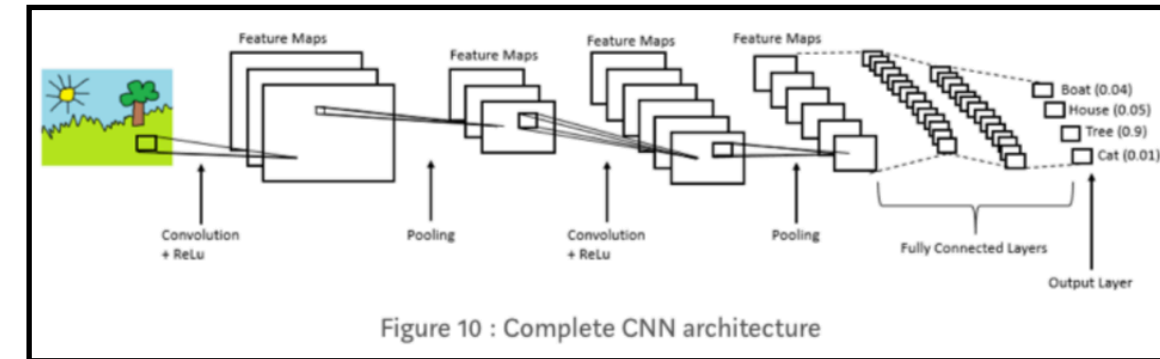 Feature Maps
Feature Maps
Feature Maps
Feature Maps
Boat (0.04)
House (0.05)
Tree (0.9)
Cat (0.01)
Convolution
+ ReLu
Pooling
Convolution
+ ReLu
Pooling
Fully Connected Layers
Output Layer
Figure 10 : Complete CNN architecture